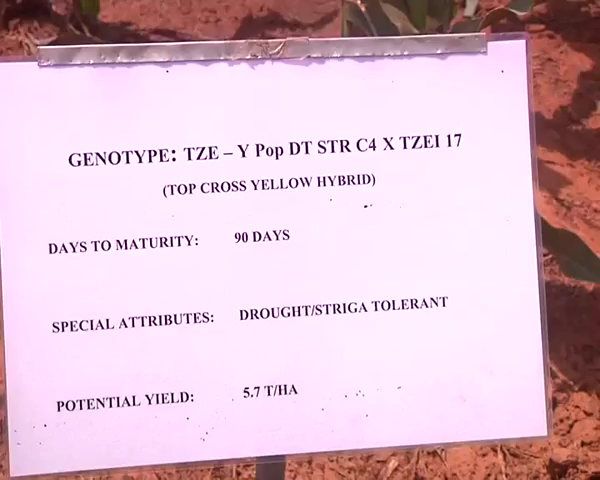 GENOTYPE: TZE – Y Pop DT STR C4 X TZEI 17
(TOP CROSS YELLOW HYBRID)
DAYS TO MATURITY: 90 DAYS
SPECIAL ATTRIBUTES: DROUGHT/STRIGA TOLERANT
POTENTIAL YIELD: 5.7 T/HA